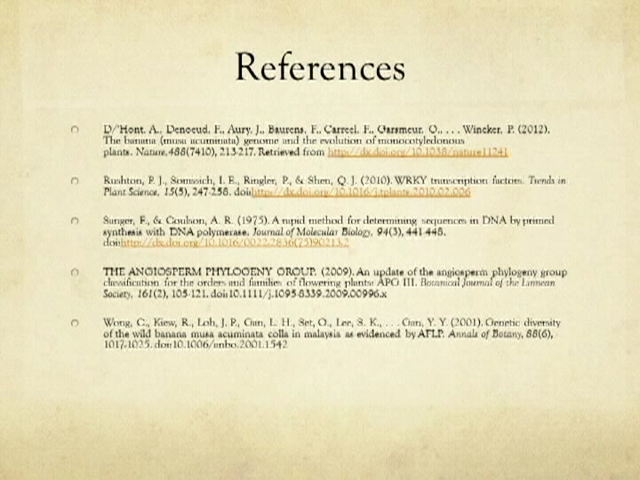 References
D/'Hont, A., Denoeud, F., Aury, J., Baurens, F., Carreel, F., Garsmeur, O., . . . Wincker, P. (2012).
The banana (musa acuminata) genome and the evolution of monocotyledonous
plants. Nature,488(7410), 213-217. Retrieved from http://dx.doi.org/10.1038/nature11241
Rushton, P. J., Somssich, I. E., Ringler, P., & Shen, Q. J. (2010). WRKY transcription factors. Trends in
Plant Science, 15(5), 247-258. doi:http://dx.doi.org/10.1016/j.tplants.2010.02.006
Sanger, F., & Coulson, A. R. (1975). A rapid method for determining sequences in DNA by primed
synthesis with DNA polymerase. Journal of Molecular Biology, 94(3), 441-448.
doi:http://dx.doi.org/10.1016/0022-2836(75)90213-2
THE ANGIOSPERM PHYLOGENY GROUP. (2009). An update of the angiosperm phylogeny group
classification for the orders and families of flowering plants: APG III. Botanical Journal of the Linnean
Society, 161(2), 105-121. doi:10.1111/j.1095-8339.2009.00996.x
Wong, C., Kiew, R., Loh, J. P., Gan, L. H., Set, O., Lee, S. K., . . . Gan, Y. Y. (2001). Genetic diversity
of the wild banana musa acuminata colla in malaysia as evidenced by AFLP. Annals of Botany, 88(6),
1017-1025. doi:10.1006/anbo.2001.1542